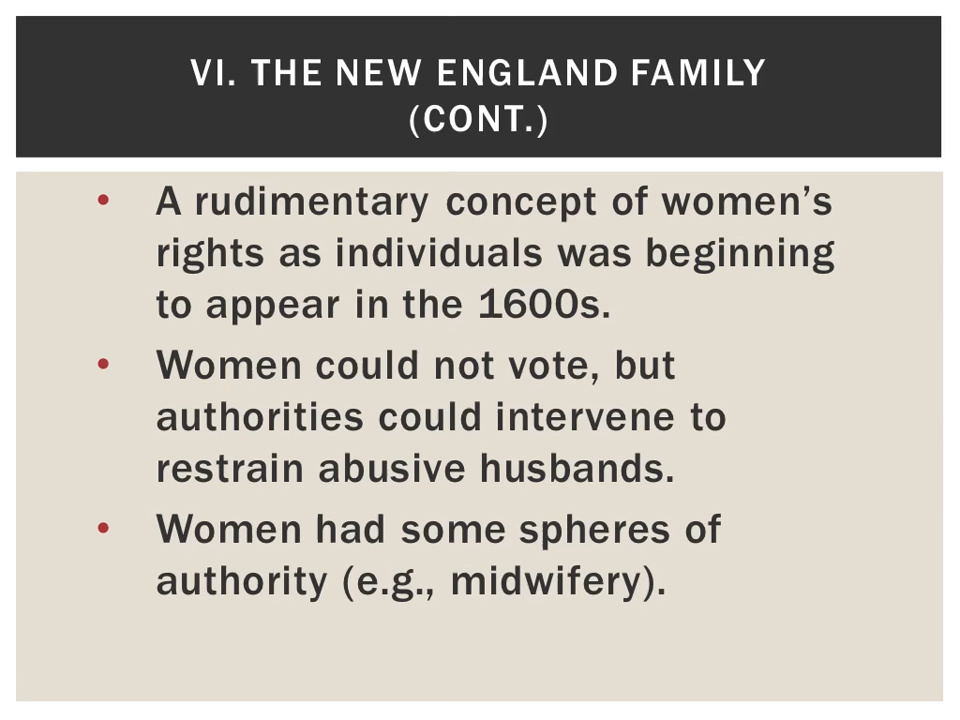 VI. THE NEW ENGLAND FAMILY
(CONT.)
• A rudimentary concept of women’s
rights as individuals was beginning
to appear in the 1600s.
• Women could not vote, but
authorities could intervene to
restrain abusive husbands.
• Women had some spheres of
authority (e.g., midwifery).